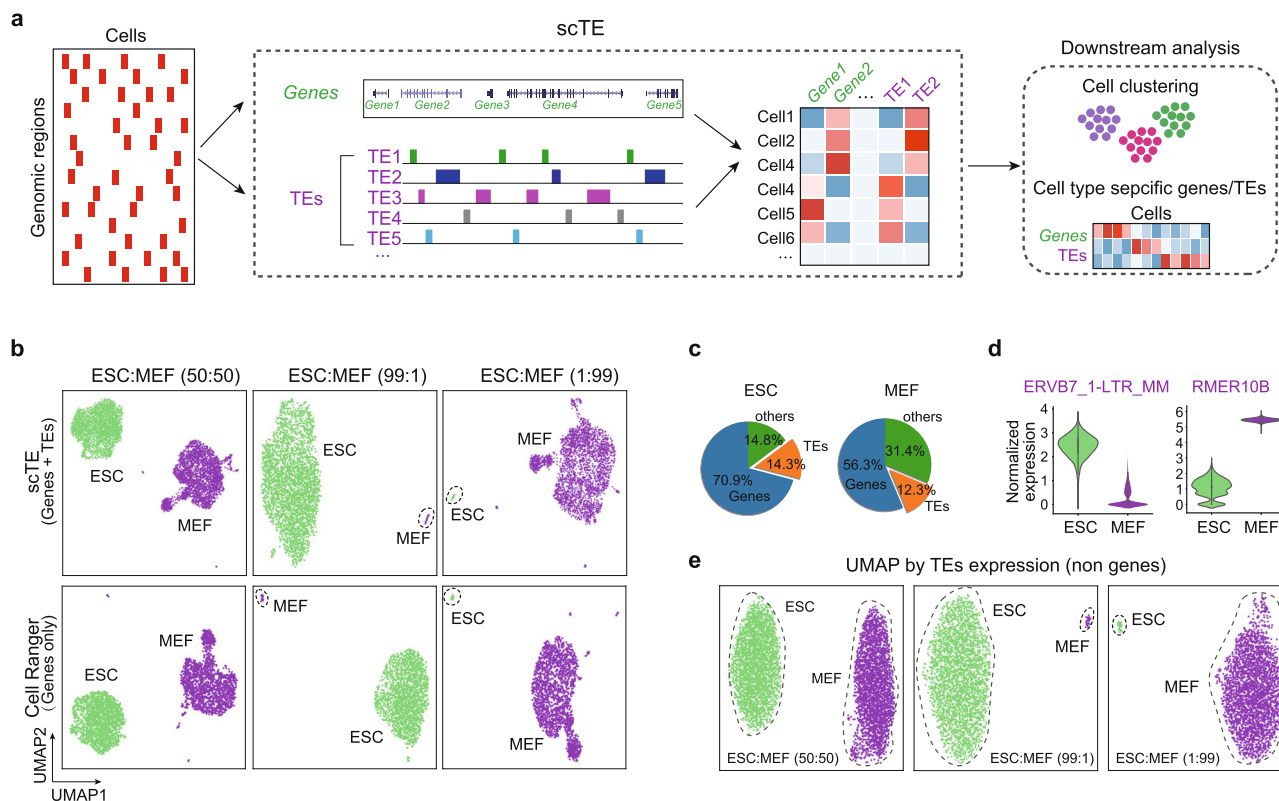 a
Cells
Genomic regions
scTE
Genes
Gene1 Gene2 Gene3 Gene4 Gene5
TEs
TE1
TE2
TE3
TE4
TE5
...
Gene1 Gene2 ... TE1 TE2
Cell1
Cell2
Cell4
Cell4
Cell5
Cell6
...
Downstream analysis
Cell clustering
Cell type sepcific genes/TEs
Cells
Genes
TEs
b
ESC:MEF (50:50) ESC:MEF (99:1) ESC:MEF (1:99)
scTE
(Genes + TEs)
ESC
MEF
ESC
MEF
MEF
ESC
Cell Ranger
(Genes only)
MEF
ESC
MEF
ESC
ESC
MEF
UMAP2
UMAP1
c
ESC
others
14.8%
TEs
14.3%
70.9%
Genes
MEF
others
31.4%
56.3%
Genes
12.3%
TEs
d
ERVB7_1-LTR_MM
Normalized
expression
4
3
2
1
0
ESC MEF
RMER10B
6
5
4
3
2
1
0
ESC MEF
e
UMAP by TEs expression (non genes)
ESC
MEF
ESC:MEF (50:50)
ESC
MEF
ESC:MEF (99:1)
ESC
MEF
ESC:MEF (1:99)